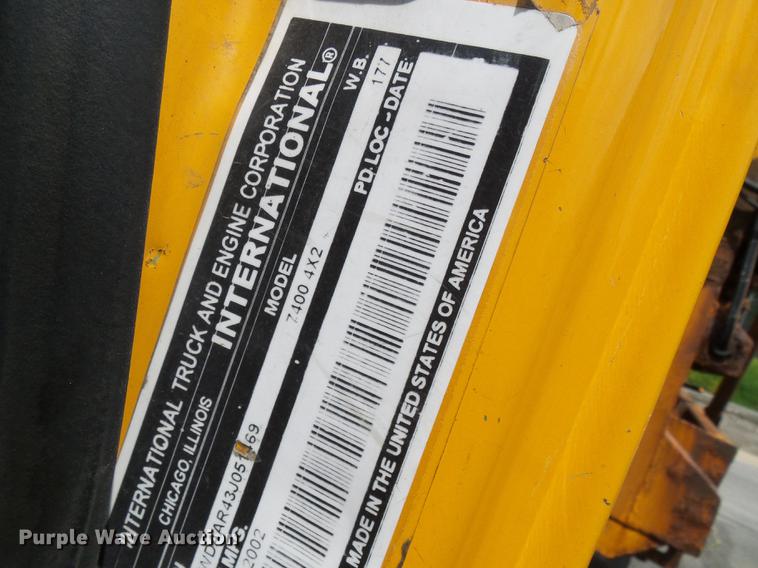 INTERNATIONAL TRUCK AND ENGINE CORPORATION
CHICAGO, ILLINOIS
INTERNATIONAL®
MODEL
W.B.
7400 4X2
177
PD. LOC - DATE
MFG.
2002
MADE IN THE UNITED STATES OF AMERICA
Purple Wave Auction